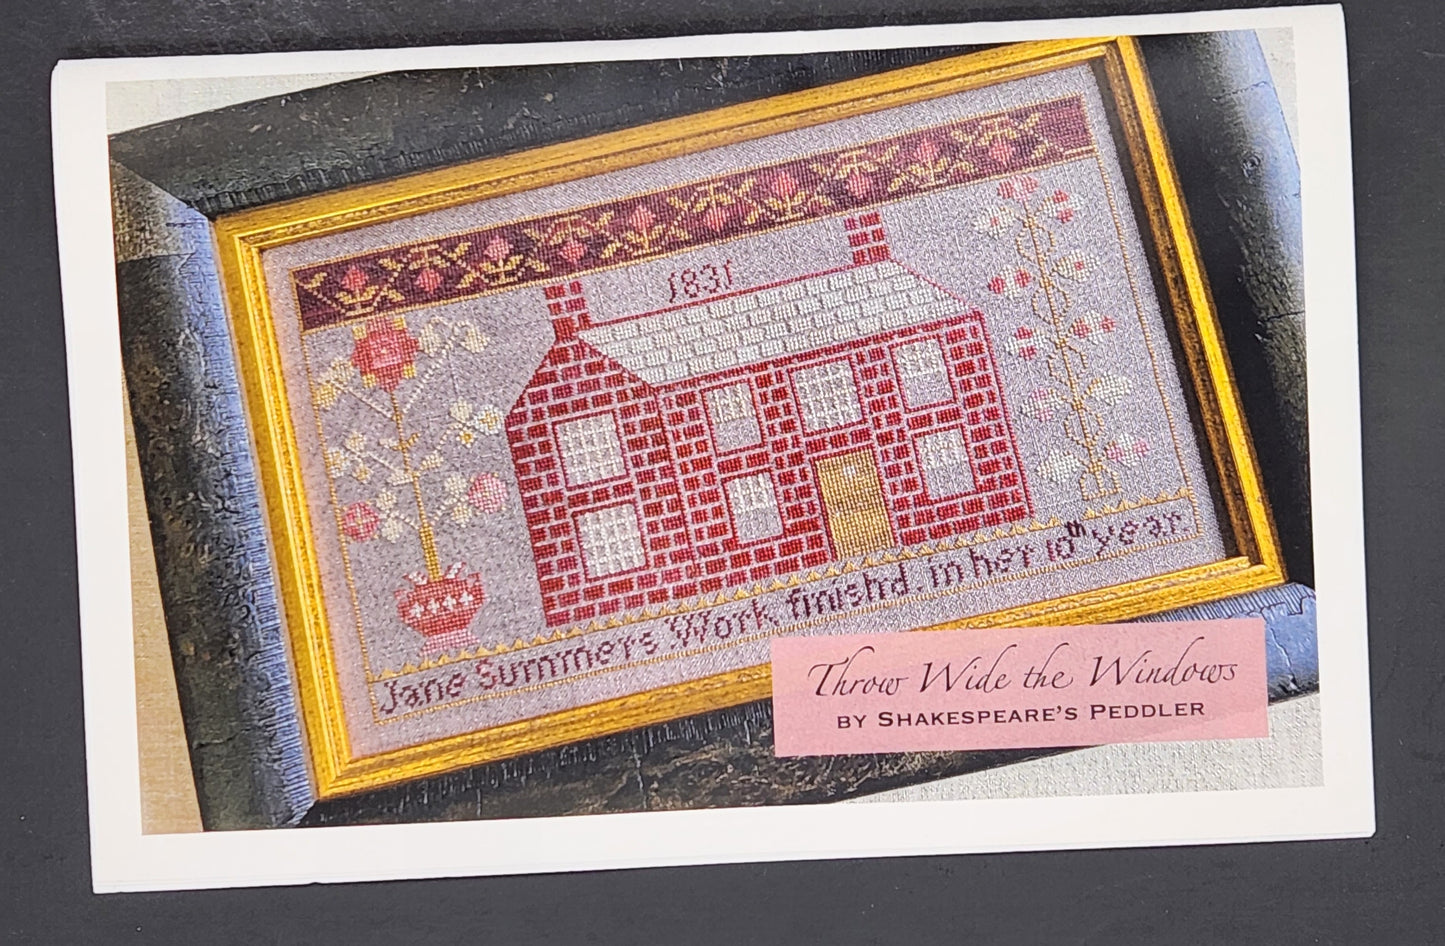 1831
Jane Summers Work finishd. in her 10th year
Throw Wide the Windows
BY SHAKESPEARE'S PEDDLER